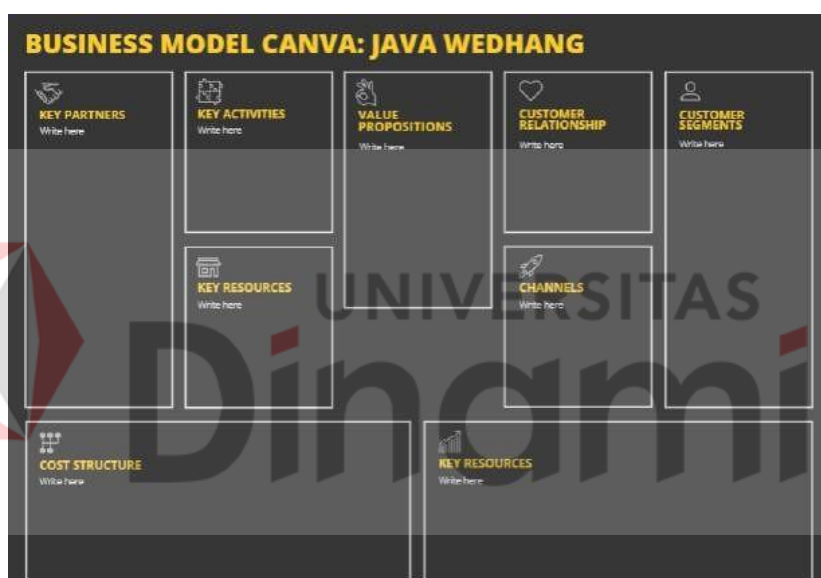 BUSINESS MODEL CANVA: JAVA WEDHANG
KEY PARTNERS
Write here
KEY ACTIVITIES
Write here
VALUE
PROPOSITIONS
Write here
CUSTOMER
RELATIONSHIP
Write here
CUSTOMER
SEGMENTS
Write here
KEY RESOURCES
Write here
CHANNELS
Write here
UNIVERSITAS
Dinami
COST STRUCTURE
Write here
KEY RESOURCES
Write here